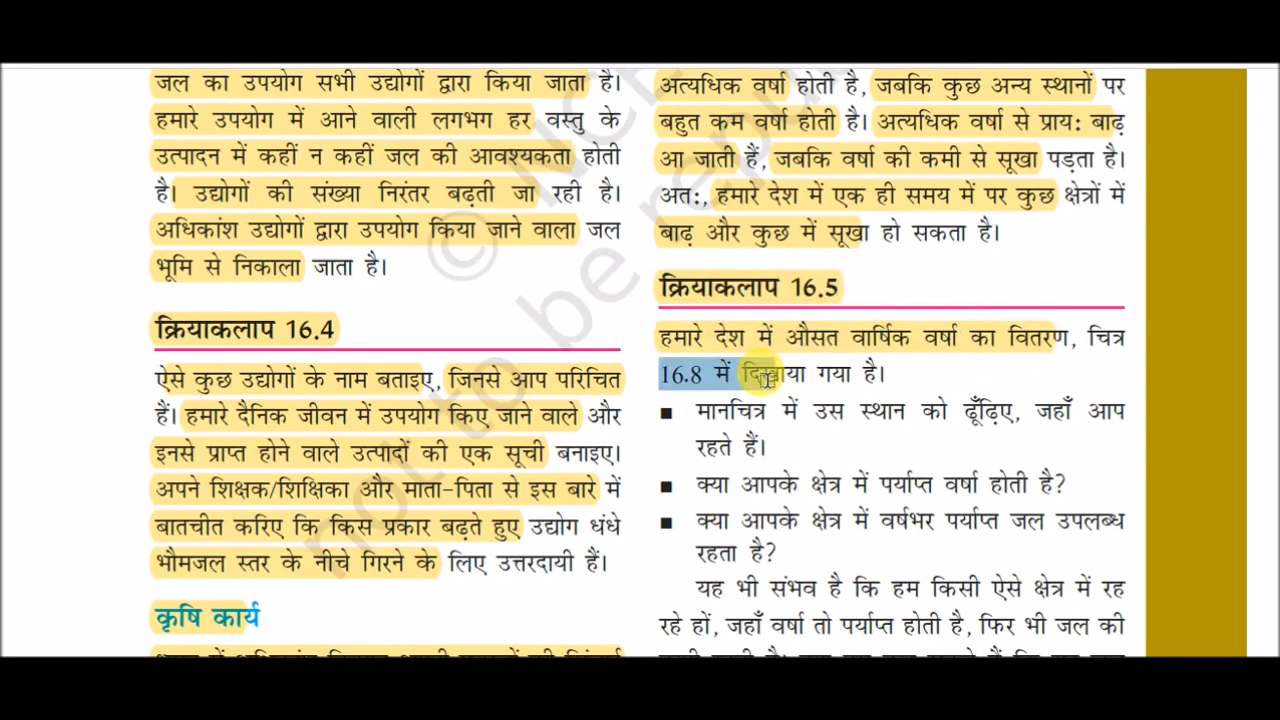 जल का उपयोग सभी उद्योगों द्वारा किया जाता है।
हमारे उपयोग में आने वाली लगभग हर वस्तु के
उत्पादन में कहीं न कहीं जल की आवश्यकता होती
है। उद्योगों की संख्या निरंतर बढ़ती जा रही है।
अधिकांश उद्योगों द्वारा उपयोग किया जाने वाला जल
भूमि से निकाला जाता है।
क्रियाकलाप 16.4
ऐसे कुछ उद्योगों के नाम बताइए, जिनसे आप परिचित
हैं। हमारे दैनिक जीवन में उपयोग किए जाने वाले और
इनसे प्राप्त होने वाले उत्पादों की एक सूची बनाइए।
अपने शिक्षक/शिक्षिका और माता-पिता से इस बारे में
बातचीत करिए कि किस प्रकार बढ़ते हुए उद्योग धंधे
भौमजल स्तर के नीचे गिरने के लिए उत्तरदायी हैं।
कृषि कार्य
अत्यधिक वर्षा होती है, जबकि कुछ अन्य स्थानों पर
बहुत कम वर्षा होती है। अत्यधिक वर्षा से प्राय: बाढ़
आ जाती हैं, जबकि वर्षा की कमी से सूखा पड़ता है।
अत:, हमारे देश में एक ही समय में पर कुछ क्षेत्रों में
बाढ़ और कुछ में सूखा हो सकता है।
क्रियाकलाप 16.5
हमारे देश में औसत वार्षिक वर्षा का वितरण, चित्र
16.8 में दिखाया गया है।
■ मानचित्र में उस स्थान को ढूँढ़िए, जहाँ आप
रहते हैं।
■ क्या आपके क्षेत्र में पर्याप्त वर्षा होती है?
■ क्या आपके क्षेत्र में वर्षभर पर्याप्त जल उपलब्ध
रहता है?
यह भी संभव है कि हम किसी ऐसे क्षेत्र में रह
रहे हों, जहाँ वर्षा तो पर्याप्त होती है, फिर भी जल की
not to be repu